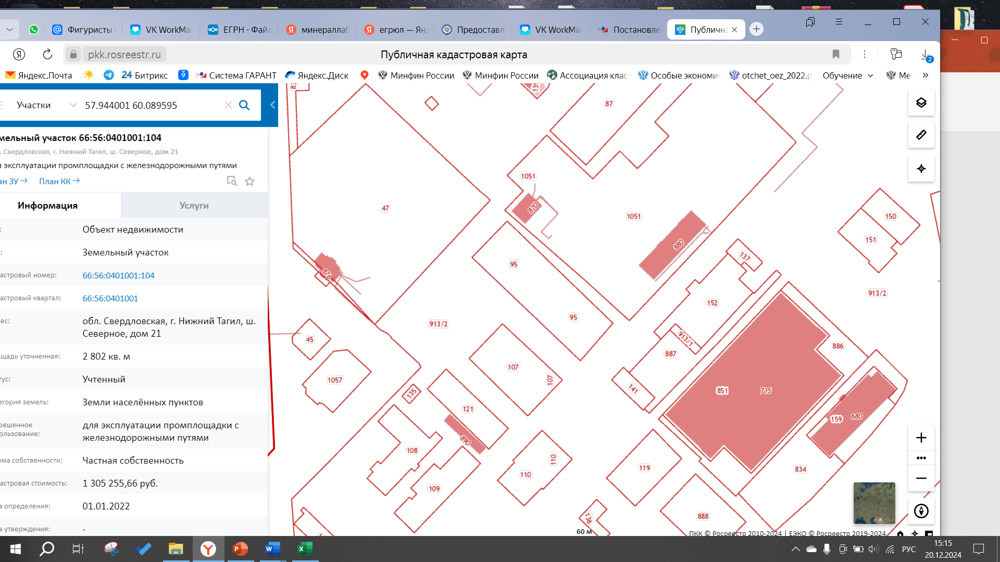 Фигуристы
VK WorkMa
ЕГРН - Файл
минераллаб
егрюл — Янд
Предоставл
VK WorkMa
Постановле
Публична
pkk.rosreestr.ru
Публичная кадастровая карта
2
Яндекс.Почта
24 Битрикс
9
Система ГАРАНТ
Яндекс.Диск
Минфин России
Минфин России
Ассоциация клас
Особые экономич
otchet_oez_2022.p
Обучение
Ме
Участки
57.944001 60.089595
мельный участок 66:56:0401001:104
. Свердловская, г. Нижний Тагил, ш. Северное, дом 21
я эксплуатации промплощадки с железнодорожными путями
ан ЗУ→
План КК→
Информация
Услуги
Объект недвижимости
Земельный участок
астровый номер:
66:56:0401001:104
астровый квартал:
66:56:0401001
ес:
обл. Свердловская, г. Нижний Тагил, ш.
Северное, дом 21
ощадь уточненная:
2 802 кв. м
тус:
Учтенный
егория земель:
Земли населённых пунктов
решенное
ользование:
для эксплуатации промплощадки с
железнодорожными путями
ма собственности:
Частная собственность
астровая стоимость:
1 305 255,66 руб.
а определения:
01.01.2022
а утверждения:
-
87
1051
870
47
1051
880
150
151
137
95
876
152
913/2
95
913/2
45
913/1
886
887
107
107
1057
141
851
715
135
121
159
680
890
108
110
110
119
834
109
888
136
60 м
ПКК © Росреестр 2010-2024 | ЕЭКО © Росреестр 2019-2024
РУС
15:15
20.12.2024